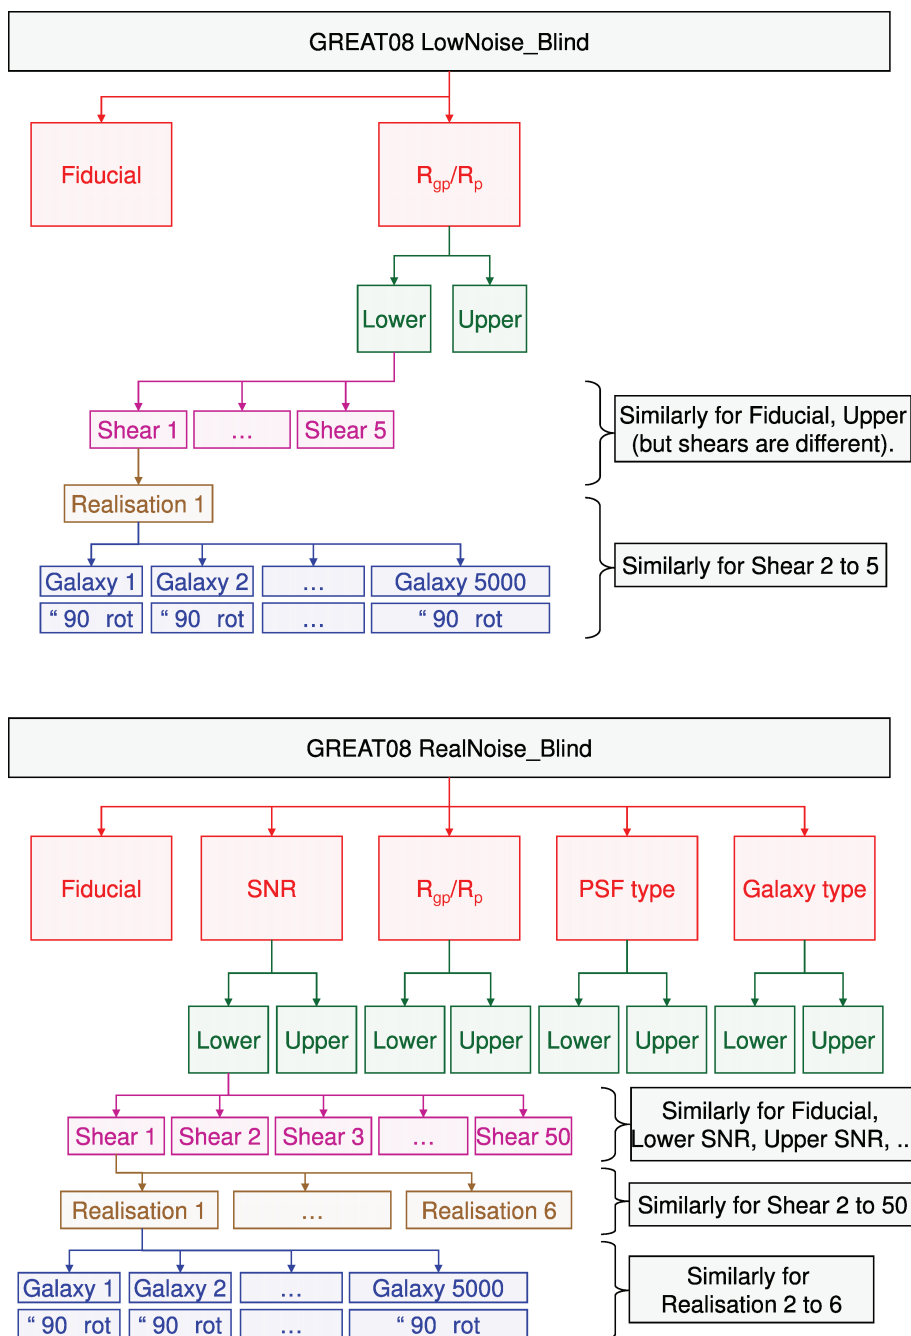 GREAT08 LowNoise_Blind
Fiducial
Rgp/Rp
Lower
Upper
Shear 1
...
Shear 5
Similarly for Fiducial, Upper
(but shears are different).
Realisation 1
Galaxy 1
Galaxy 2
...
Galaxy 5000
“ 90 rot
“ 90 rot
...
“ 90 rot
Similarly for Shear 2 to 5
GREAT08 RealNoise_Blind
Fiducial
SNR
Rgp/Rp
PSF type
Galaxy type
Lower
Upper
Lower
Upper
Lower
Upper
Lower
Upper
Shear 1
Shear 2
Shear 3
...
Shear 50
Similarly for Fiducial,
Lower SNR, Upper SNR, ...
Realisation 1
...
Realisation 6
Similarly for Shear 2 to 50
Galaxy 1
Galaxy 2
...
Galaxy 5000
“ 90 rot
“ 90 rot
...
“ 90 rot
Similarly for
Realisation 2 to 6